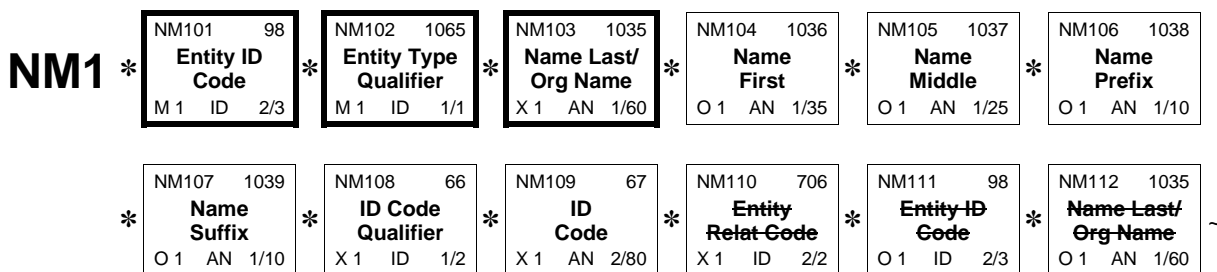 NM101 98 NM102 1065 NM103 1035 NM104 1036 NM105 1037 NM106 1038
NM1 * Entity ID * Entity Type * Name Last/ * Name * Name * Name
Code Qualifier Org Name First Middle Prefix
M 1 ID 2/3 M 1 ID 1/1 X 1 AN 1/60 O 1 AN 1/35 O 1 AN 1/25 O 1 AN 1/10
NM107 1039 NM108 66 NM109 67 NM110 706 NM111 98 NM112 1035
* Name * ID Code * ID * Entity * Entity ID * Name Last/ ~
Suffix Qualifier Code Relat Code Code Org Name
O 1 AN 1/10 X 1 ID 1/2 X 1 AN 2/80 X 1 ID 2/2 O 1 ID 2/3 O 1 AN 1/60